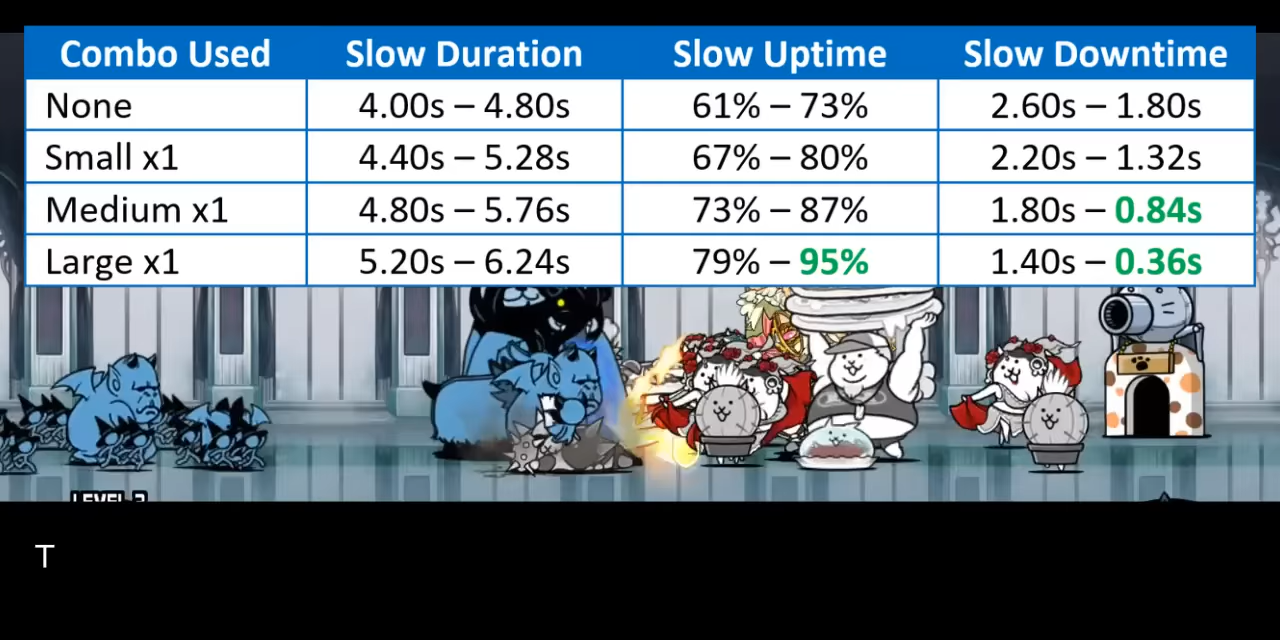 Combo Used Slow Duration Slow Uptime Slow Downtime
None 4.00s – 4.80s 61% – 73% 2.60s – 1.80s
Small x1 4.40s – 5.28s 67% – 80% 2.20s – 1.32s
Medium x1 4.80s – 5.76s 73% – 87% 1.80s – 0.84s
Large x1 5.20s – 6.24s 79% – 95% 1.40s – 0.36s
LEVEL
T